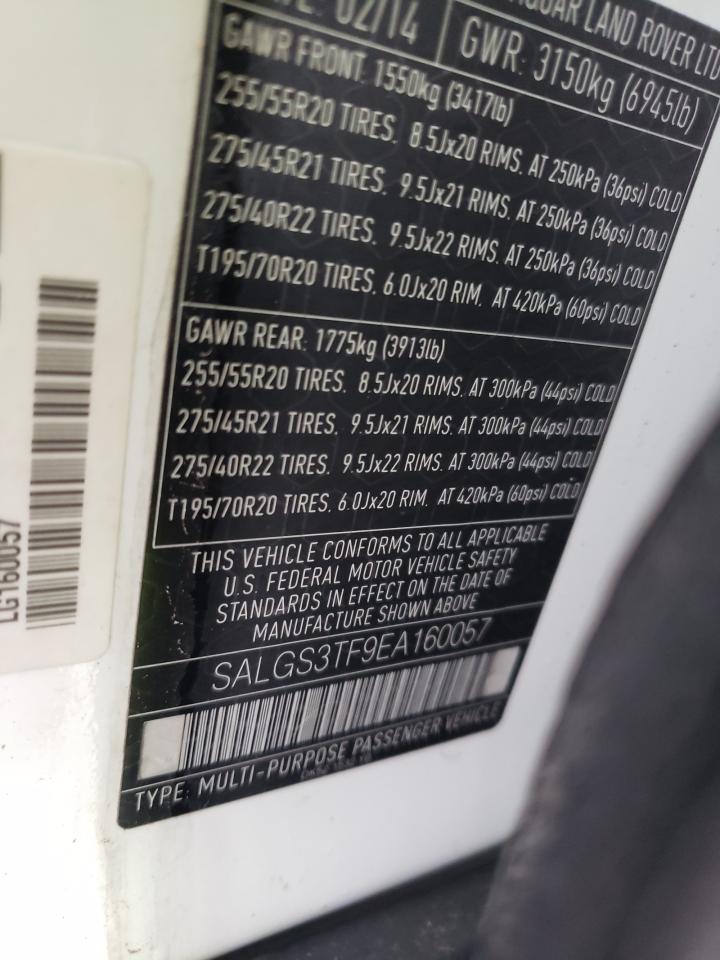 02/14
JAGUAR LAND ROVER LTD
GWR: 3150kg (6945lb)
GAWR FRONT: 1550kg (3417lb)
255/55R20 TIRES, 8.5Jx20 RIMS, AT 250kPa (36psi) COLD
275/45R21 TIRES, 9.5Jx21 RIMS, AT 250kPa (36psi) COLD
275/40R22 TIRES, 9.5Jx22 RIMS, AT 250kPa (36psi) COLD
T195/70R20 TIRES, 6.0Jx20 RIM, AT 420kPa (60psi) COLD
GAWR REAR: 1775kg (3913lb)
255/55R20 TIRES, 8.5Jx20 RIMS, AT 300kPa (44psi) COLD
275/45R21 TIRES, 9.5Jx21 RIMS, AT 300kPa (44psi) COLD
275/40R22 TIRES, 9.5Jx22 RIMS, AT 300kPa (44psi) COLD
T195/70R20 TIRES, 6.0Jx20 RIM, AT 420kPa (60psi) COLD
THIS VEHICLE CONFORMS TO ALL APPLICABLE
U.S. FEDERAL MOTOR VEHICLE SAFETY
STANDARDS IN EFFECT ON THE DATE OF
MANUFACTURE SHOWN ABOVE
SALGS3TF9EA160057
TYPE: MULTI-PURPOSE PASSENGER VEHICLE
LG160057